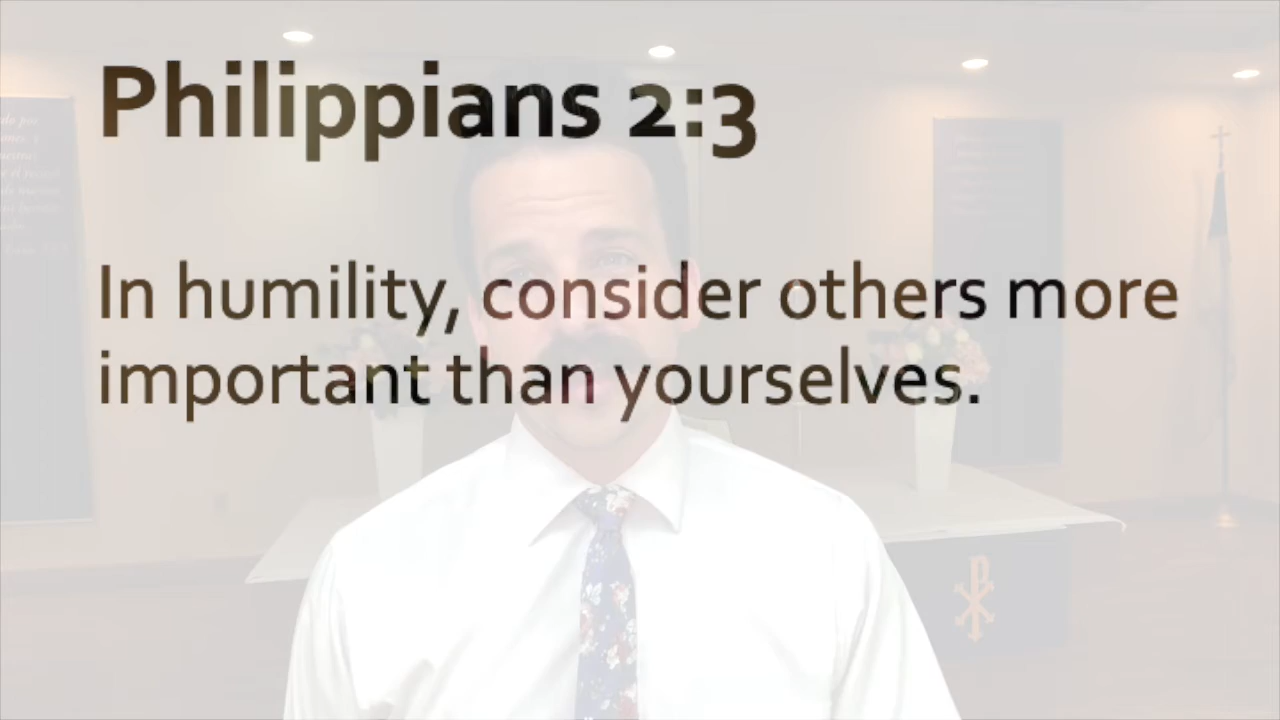 Philippians 2:3
In humility, consider others more
important than yourselves.